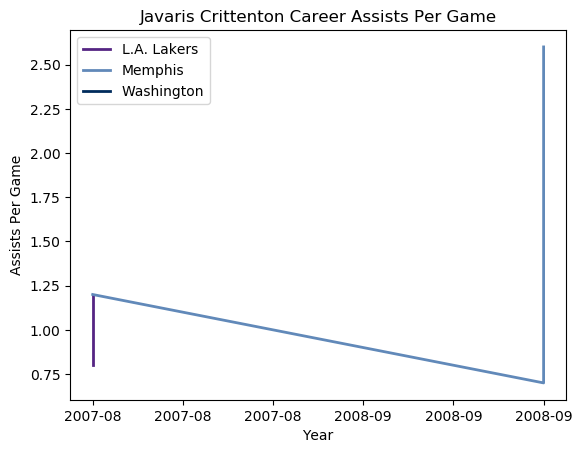 Javaris Crittenton Career Assists Per Game
L.A. Lakers
Memphis
Washington
2.50
2.25
2.00
1.75
1.50
1.25
1.00
0.75
Assists Per Game
2007-08 2007-08 2007-08 2008-09 2008-09 2008-09
Year